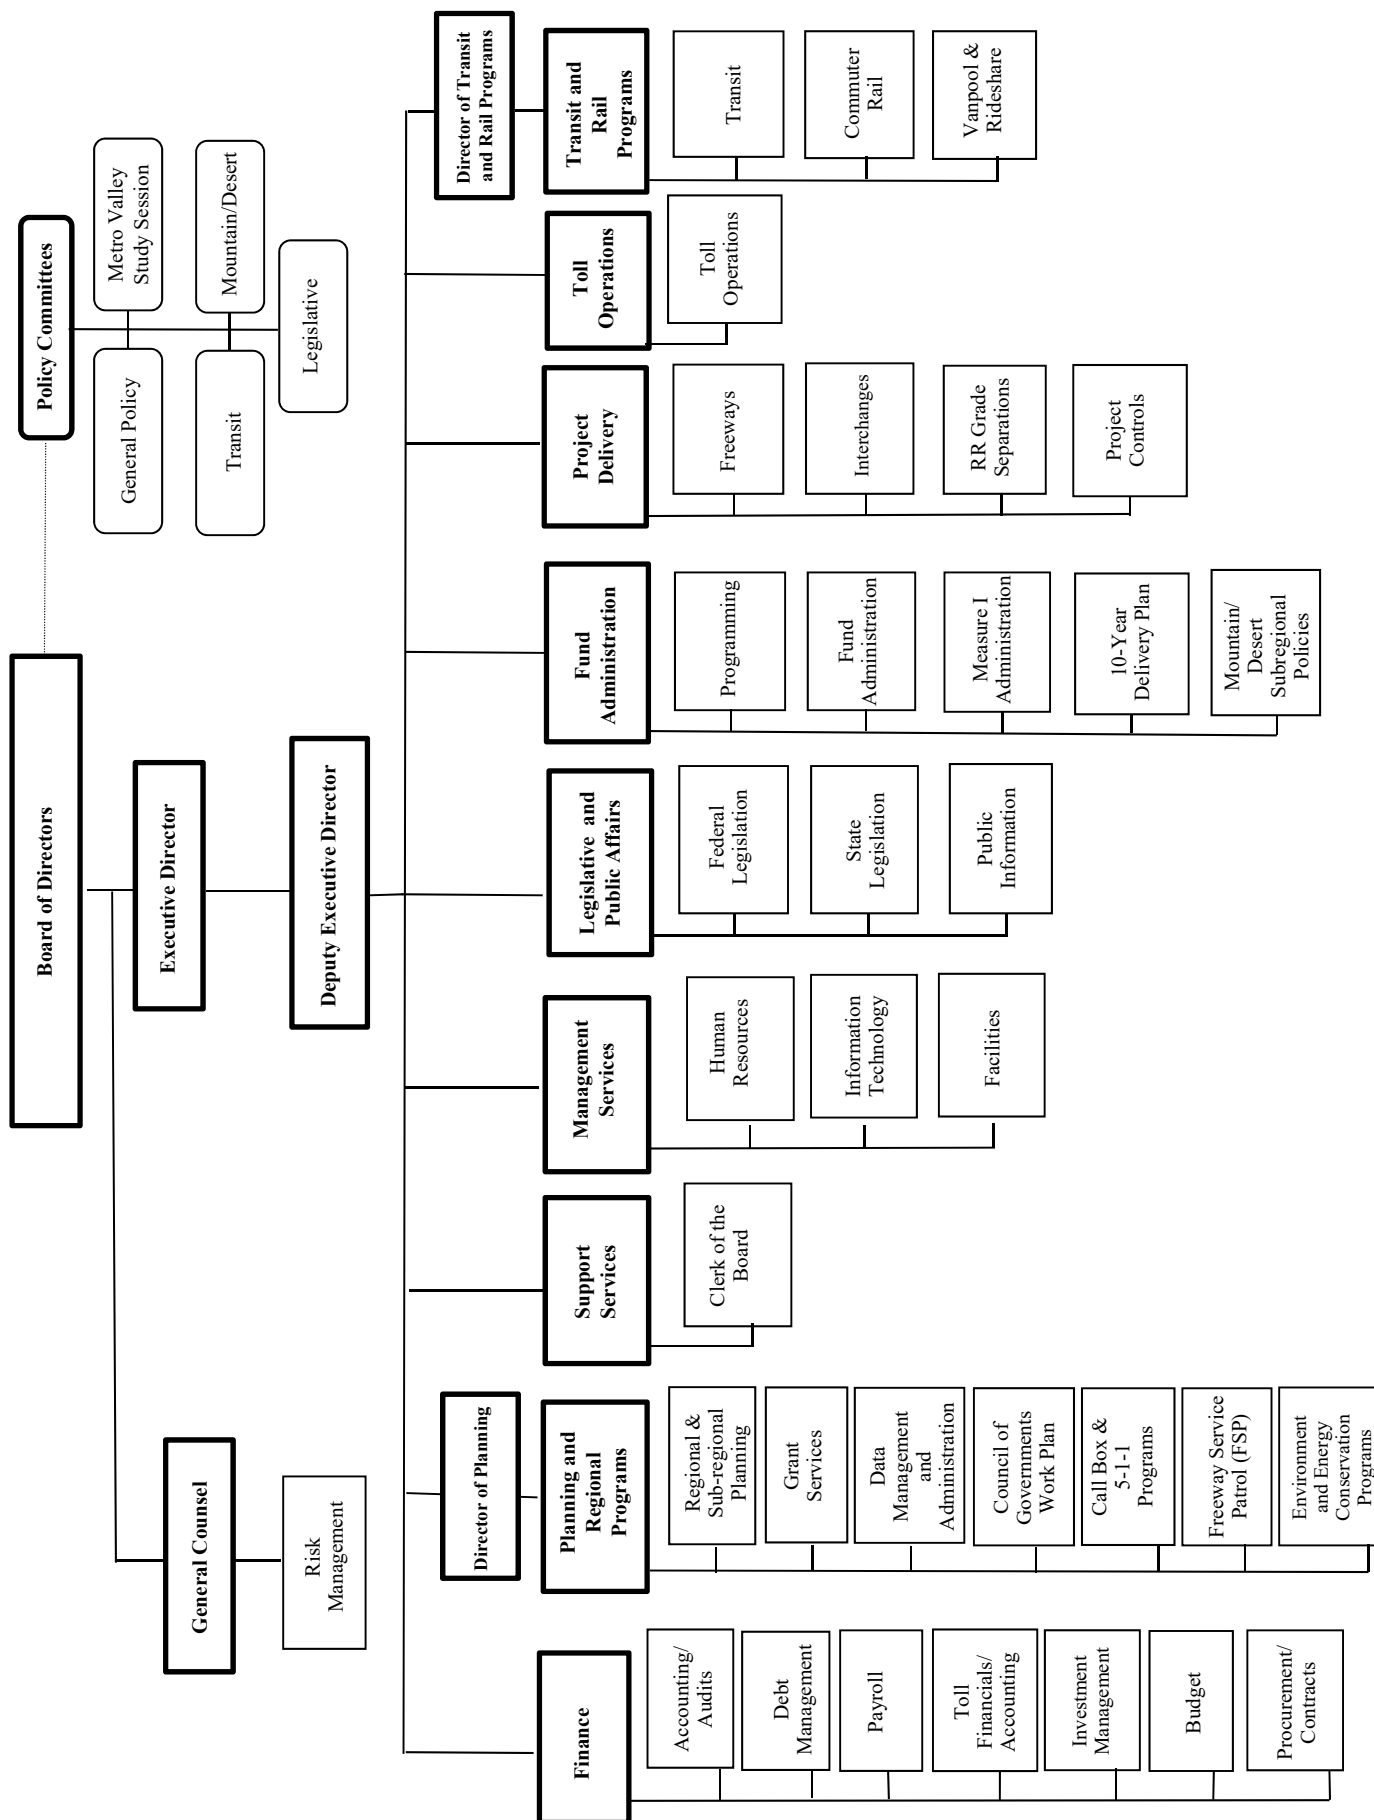 Board of Directors
Policy Committees
General Policy
Metro Valley
Study Session
Transit
Mountain/Desert
Legislative
General Counsel
Risk
Management
Executive Director
Deputy Executive Director
Director of Planning
Director of Transit
and Rail Programs
Finance
Accounting/
Audits
Debt
Management
Payroll
Toll
Financials/
Accounting
Investment
Management
Budget
Procurement/
Contracts
Planning and
Regional
Programs
Regional &
Sub-regional
Planning
Grant
Services
Data
Management
and
Administration
Council of
Governments
Work Plan
Call Box &
5-1-1
Programs
Freeway Service
Patrol (FSP)
Environment
and Energy
Conservation
Programs
Support
Services
Clerk of the
Board
Management
Services
Human
Resources
Information
Technology
Facilities
Legislative and
Public Affairs
Federal
Legislation
State
Legislation
Public
Information
Fund
Administration
Programming
Fund
Administration
Measure I
Administration
10-Year
Delivery Plan
Mountain/
Desert
Subregional
Policies
Project
Delivery
Freeways
Interchanges
RR Grade
Separations
Project
Controls
Toll
Operations
Toll
Operations
Transit and
Rail
Programs
Transit
Commuter
Rail
Vanpool &
Rideshare